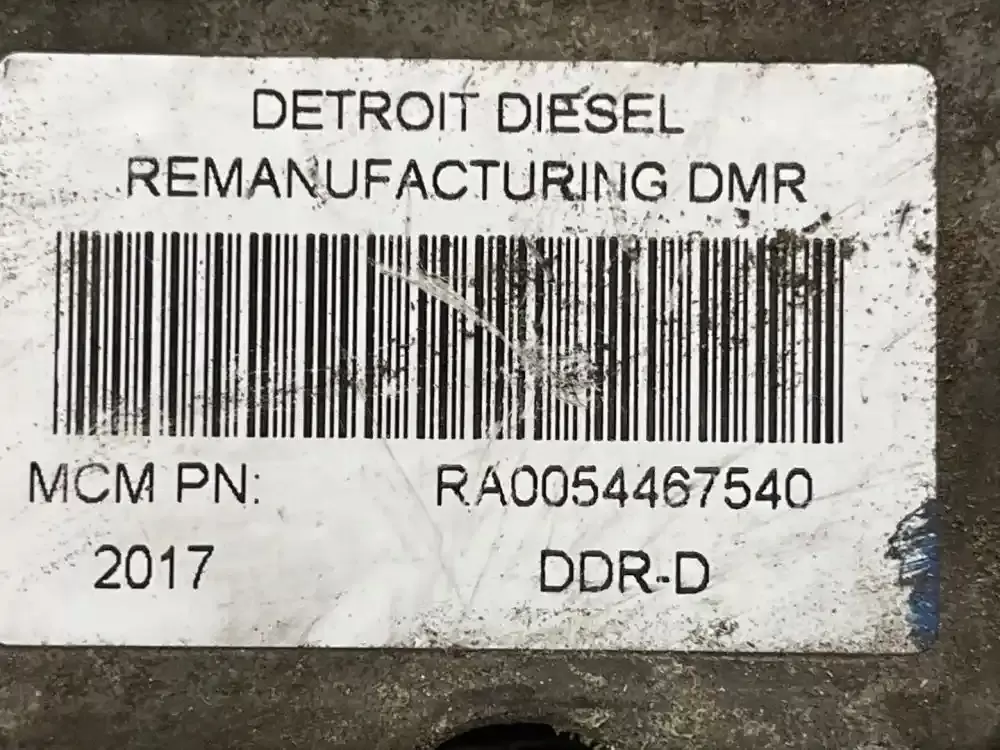 DETROIT DIESEL
REMANUFACTURING DMR
MCM PN: RA0054467540
2017 DDR-D